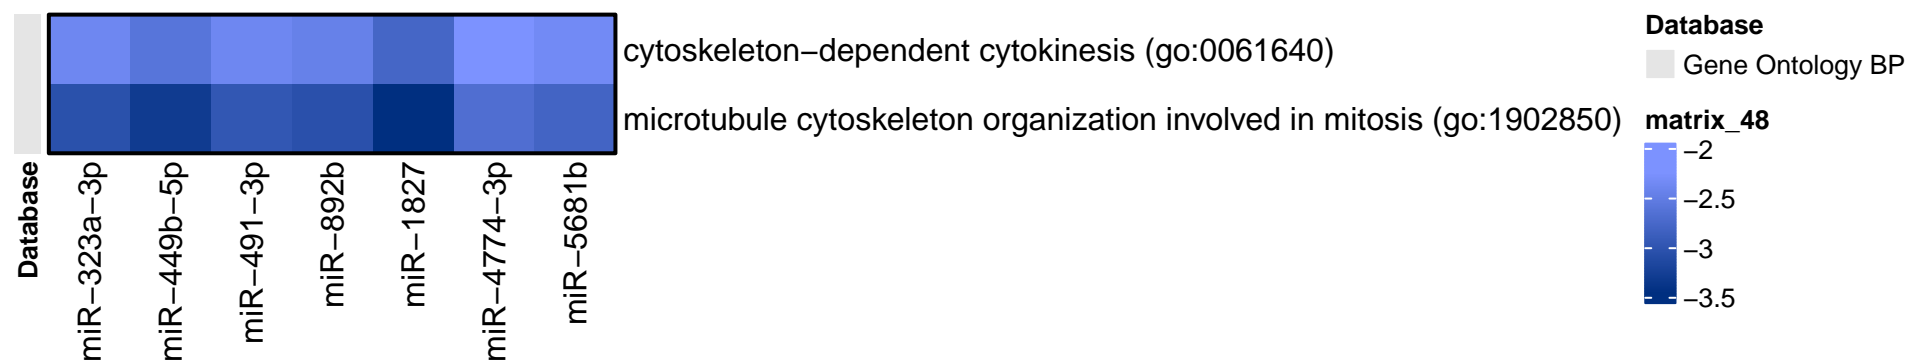 cytoskeleton−dependent cytokinesis (go:0061640)
microtubule cytoskeleton organization involved in mitosis (go:1902850)
Database
miR−323a−3p
miR−449b−5p
miR−491−3p
miR−892b
miR−1827
miR−4774−3p
miR−5681b
Database
Gene Ontology BP
matrix_48
−2
−2.5
−3
−3.5